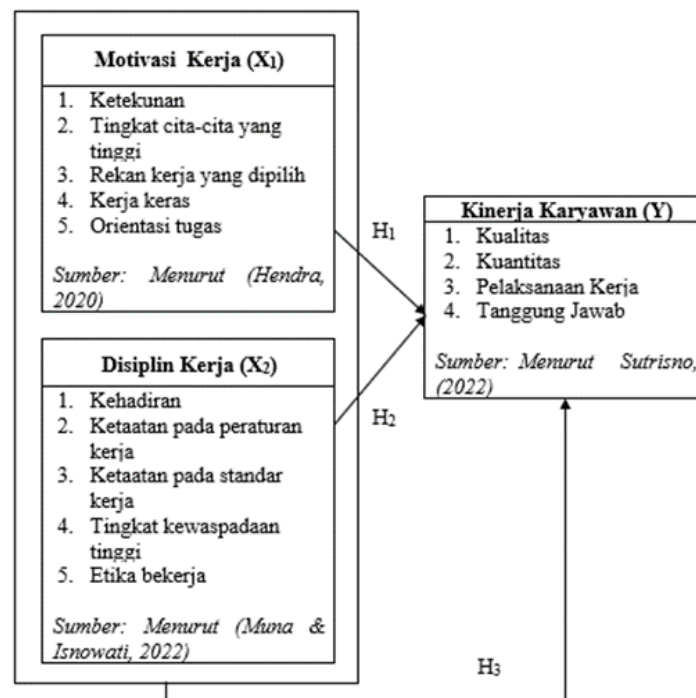 Motivasi Kerja (X1)
1. Ketekunan
2. Tingkat cita-cita yang
tinggi
3. Rekan kerja yang dipilih
4. Kerja keras
5. Orientasi tugas
Sumber: Menurut (Hendra,
2020)
Disiplin Kerja (X2)
1. Kehadiran
2. Ketaatan pada peraturan
kerja
3. Ketaatan pada standar
kerja
4. Tingkat kewaspadaan
tinggi
5. Etika bekerja
Sumber: Menurut (Muna &
Isnowati, 2022)
H1
H2
Kinerja Karyawan (Y)
1. Kualitas
2. Kuantitas
3. Pelaksanaan Kerja
4. Tanggung Jawab
Sumber: Menurut Sutrisno,
(2022)
H3